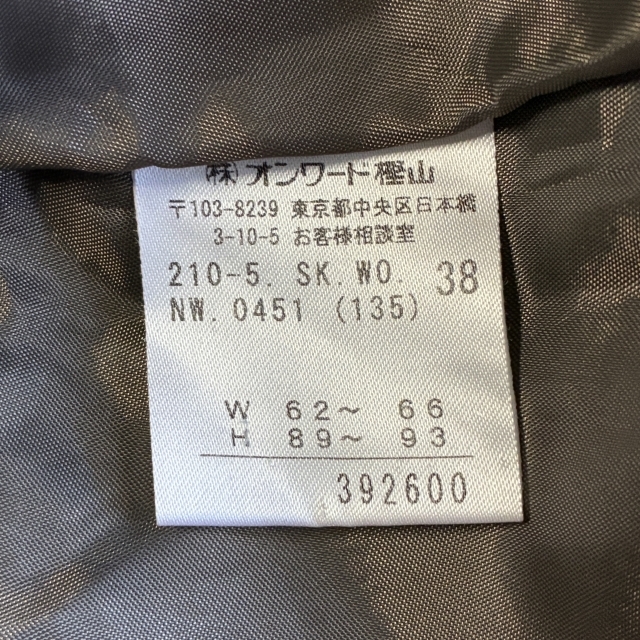 (株)オンワード樫山
〒103-8239 東京都中央区日本橋
3-10-5 お客様相談室
210-5. SK.WO. 38
NW. 0451 (135)
W 62〜 66
H 89〜 93
392600